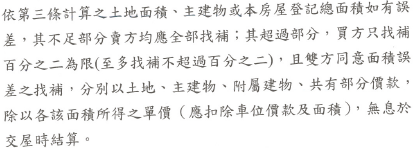 依第三條計算之土地面積、主建物或本房屋登記總面積如有誤
差，其不足部分賣方均應全部找補；其超過部分，買方只找補
百分之二為限(至多找補不超過百分之二)，且雙方同意面積誤
差之找補，分別以土地、主建物、附屬建物、共有部分價款，
除以各該面積所得之單價（應扣除車位價款及面積），無息於
交屋時結算。